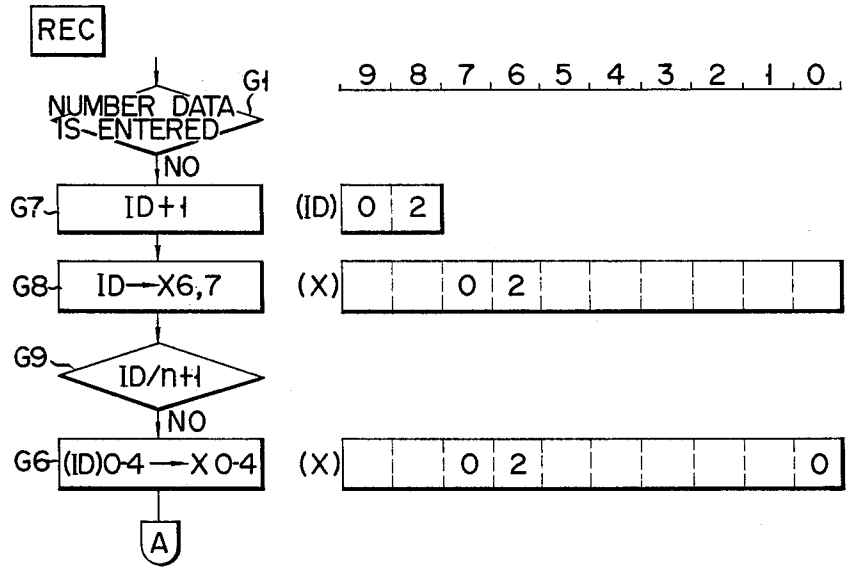 REC
9 8 7 6 5 4 3 2 1 0
G1
NUMBER DATA
IS ENTERED
NO
G7 ID+1 (ID) 0 2
G8 ID→X6,7 (X) 0 2
G9 ID/n+1
NO
G6 (ID)0-4→X0-4 (X) 0 2 0
A